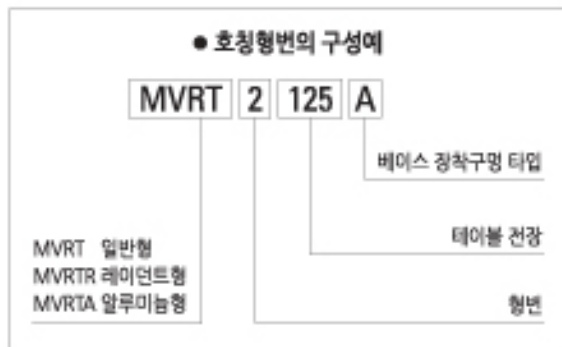 ● 호칭형번의 구성예
MVRT 2 125 A
베이스 장착구멍 타입
테이블 전장
MVRT 일반형
MVRTR 레이던트형
MVRTA 알루미늄형
형번